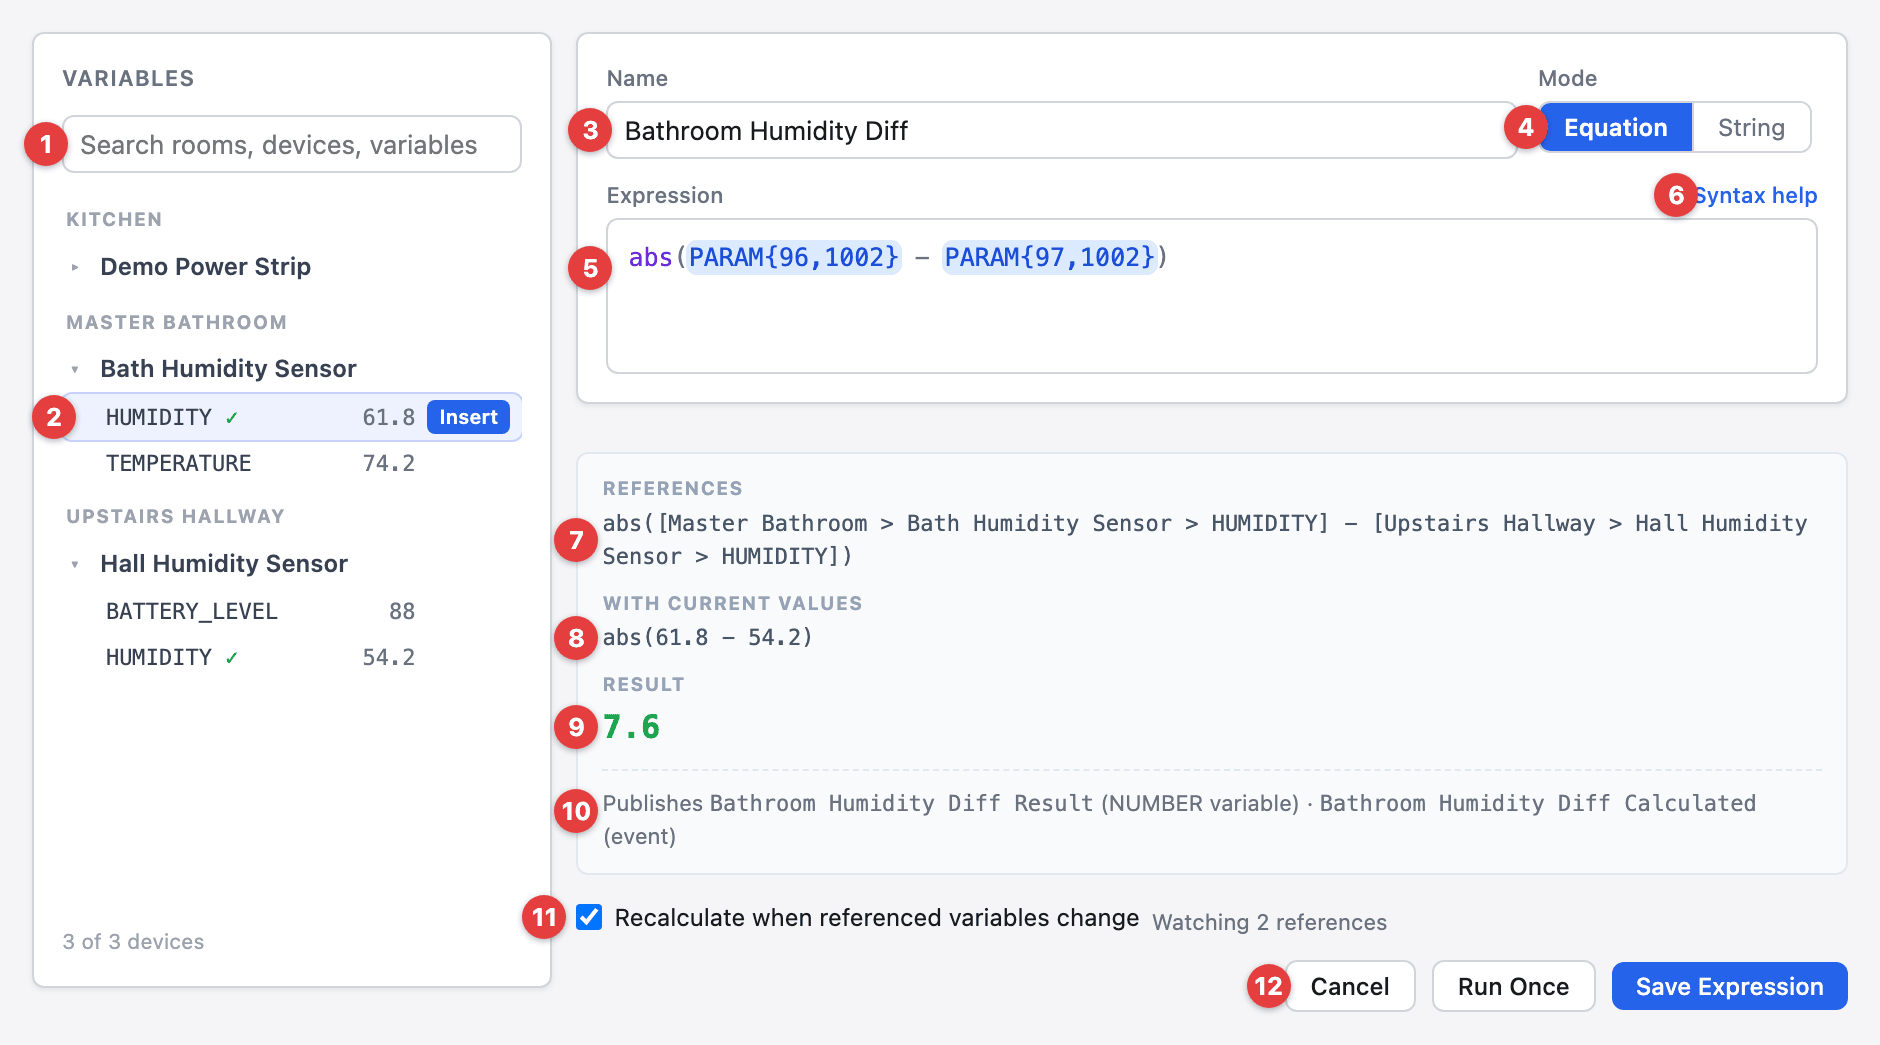 VARIABLES
1 Search rooms, devices, variables
KITCHEN
▸ Demo Power Strip
MASTER BATHROOM
▾ Bath Humidity Sensor
2 HUMIDITY ✓ 61.8 Insert
TEMPERATURE 74.2
UPSTAIRS HALLWAY
▾ Hall Humidity Sensor
BATTERY_LEVEL 88
HUMIDITY ✓ 54.2
3 of 3 devices
Name
3 Bathroom Humidity Diff
Mode
4 Equation String
Expression
6 Syntax help
5 abs(PARAM{96,1002} – PARAM{97,1002})
REFERENCES
7 abs([Master Bathroom > Bath Humidity Sensor > HUMIDITY] – [Upstairs Hallway > Hall Humidity
Sensor > HUMIDITY])
WITH CURRENT VALUES
8 abs(61.8 – 54.2)
RESULT
9 7.6
10 Publishes Bathroom Humidity Diff Result (NUMBER variable) · Bathroom Humidity Diff Calculated
(event)
11 Recalculate when referenced variables change Watching 2 references
12 Cancel Run Once Save Expression